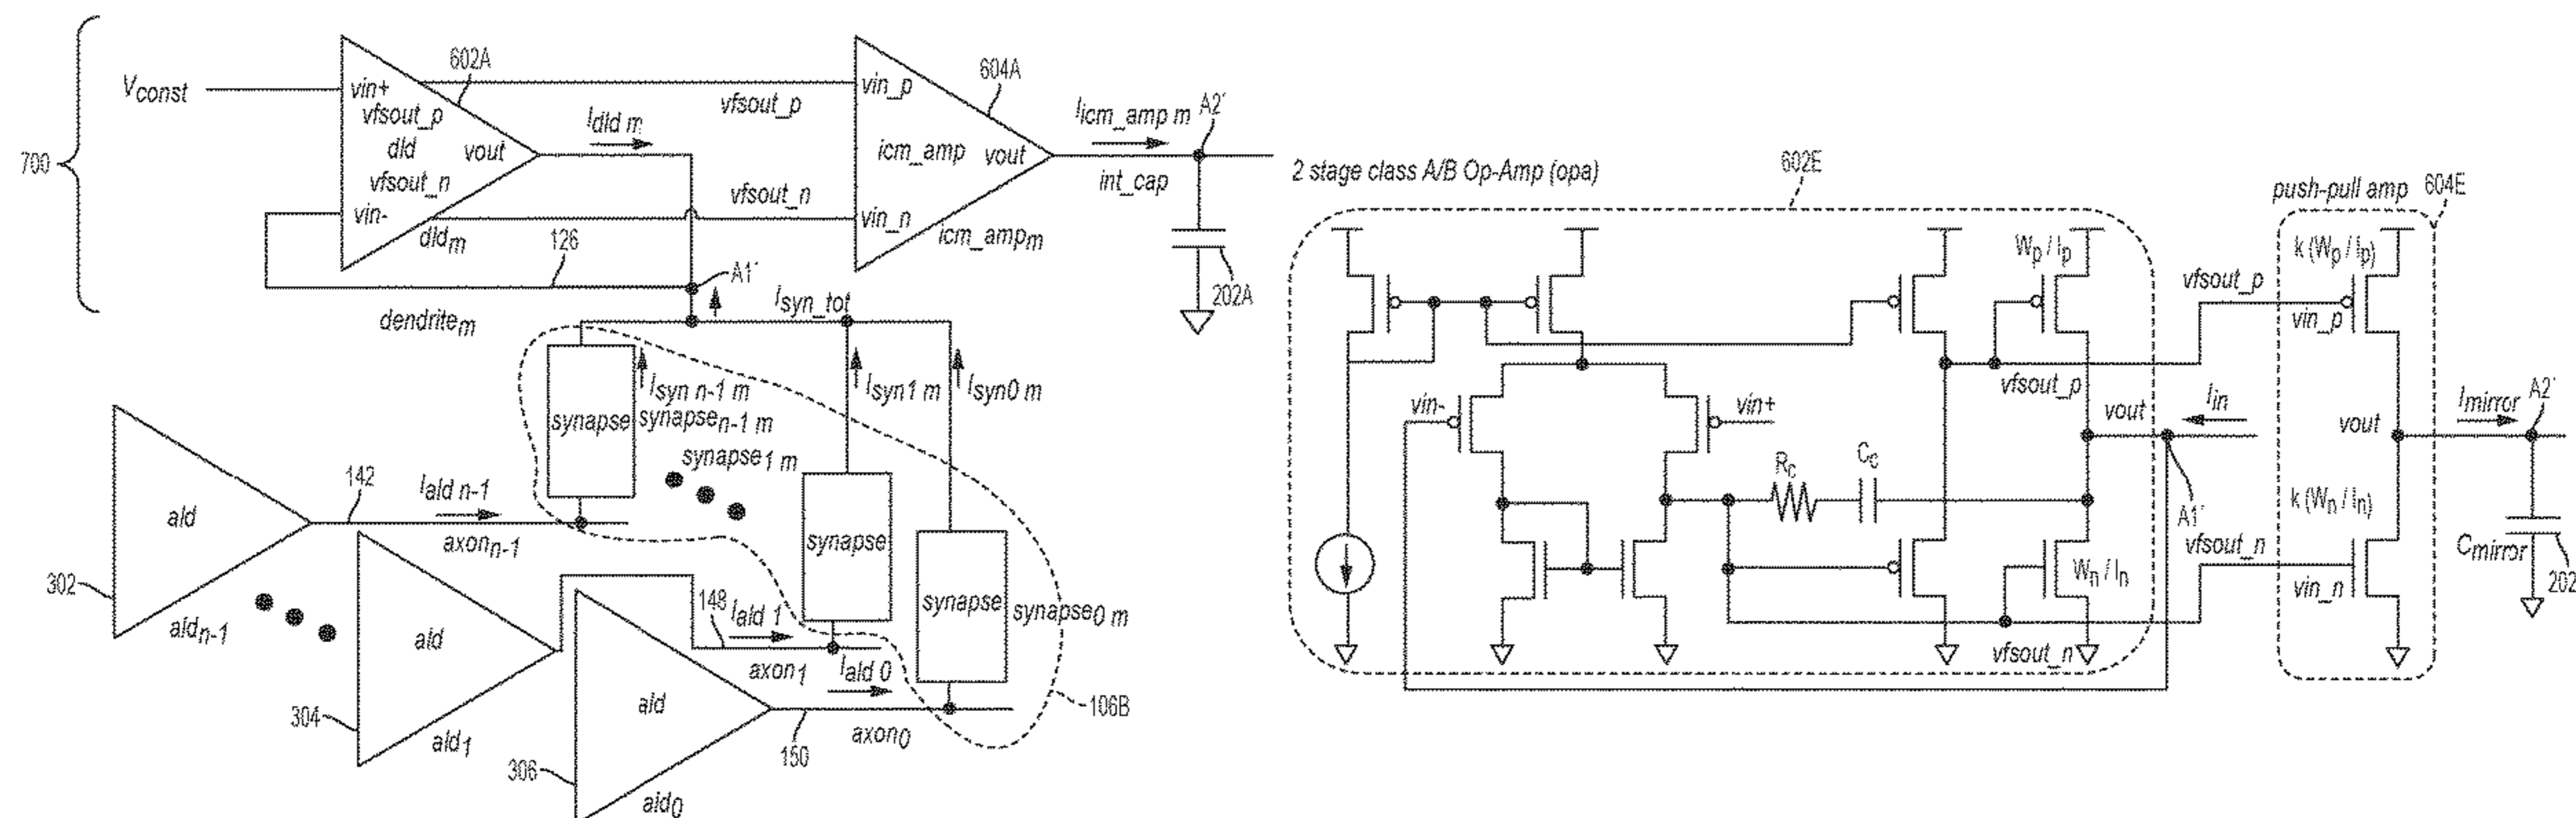 700
Vconst
vin+
vfsout_p
dld
vout
vfsout_n
vin-
dldm
602A
Idld m
vfsout_p
vfsout_n
vin_p
icm_amp
vout
vin_n
icm_ampm
604A
Iicm_amp m
A2'
int_cap
202A
126
A1'
dendritem
Isyn_tot
Isyn n-1 m
Isyn1 m
Isyn0 m
synapse
synapsen-1 m
synapse1 m
synapse
synapse
synapse0 m
106B
ald
302
aldn-1
142
Iald n-1
axonn-1
ald
304
ald1
148
Iald 1
axon1
ald
306
ald0
Iald 0
150
axon0
2 stage class A/B Op-Amp (opa)
602E
push-pull amp
604E
Wp / lp
k (Wp / lp)
vfsout_p
vin_p
vfsout_p
vin-
vin+
vout
Iin
vout
Imirror
A2'
Rc
Cc
A1'
k (Wn / ln)
vfsout_n
Cmirror
Wn / ln
vin_n
202
vfsout_n